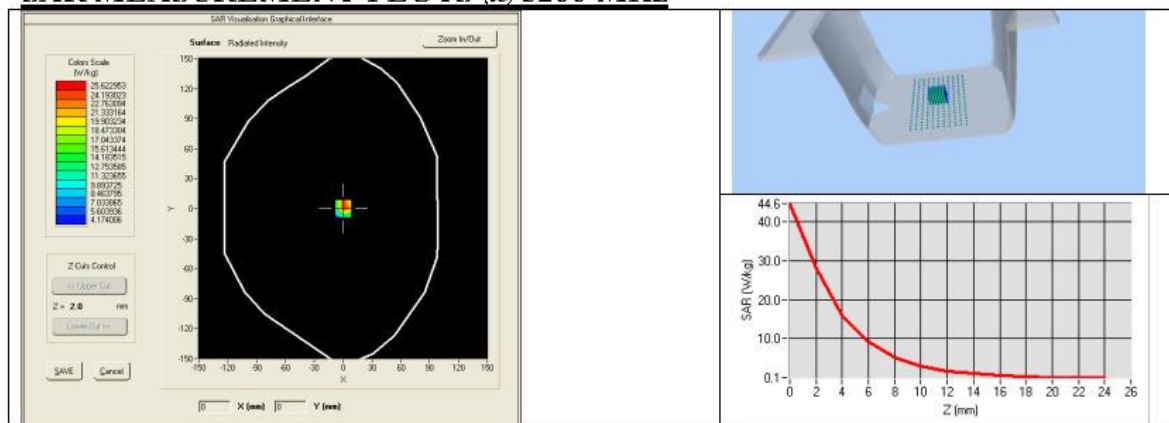 SAR Visualisation Graphical Interface
Surface Radiated Intensity
Zoom In/Out
Colors Scale
(W/kg)
25.622953
24.193023
22.763094
21.333164
19.903234
18.473304
17.043374
15.613444
14.183515
12.753585
11.323655
9.893725
8.463795
7.033865
5.603936
4.174006
Z-Cuts Control
<< Upper Cut
Z = 2.0 mm
Lower Cut >>
SAVE
Cancel
150
120
90
60
30
0
-30
-60
-90
-120
-150
Y
-150 -120 -90 -60 -30 0 30 60 90 120 150
X
0 X (mm) 0 Y (mm)
44.6
40.0
30.0
20.0
10.0
0.1
SAR (W/kg)
0 2 4 6 8 10 12 14 16 18 20 22 24 26
Z (mm)